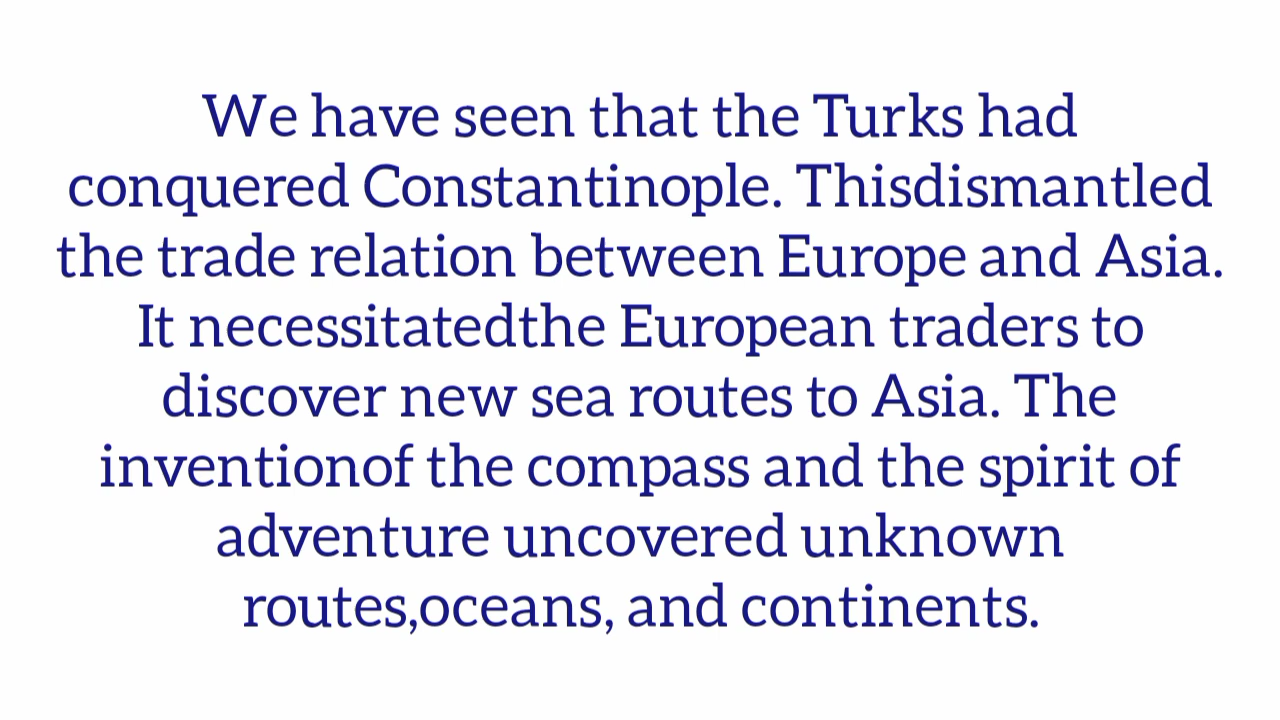 We have seen that the Turks had
conquered Constantinople. Thisdismantled
the trade relation between Europe and Asia.
It necessitatedthe European traders to
discover new sea routes to Asia. The
inventionof the compass and the spirit of
adventure uncovered unknown
routes,oceans, and continents.